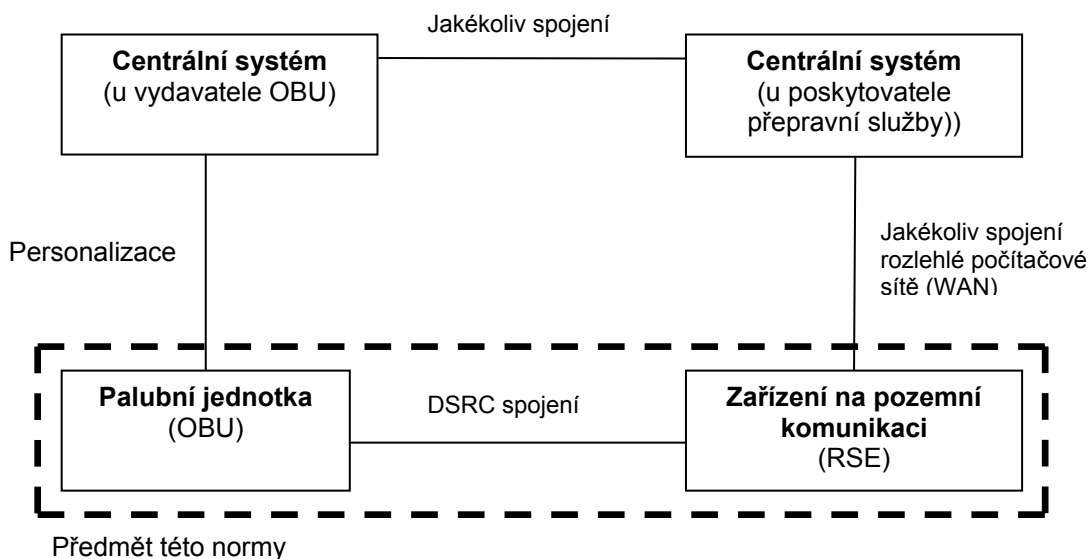 Jakékoliv spojení
Centrální systém
(u vydavatele OBU)
Centrální systém
(u poskytovatele
přepravní služby))
Personalizace
Jakékoliv spojení
rozlehlé počítačové
sítě (WAN)
Palubní jednotka
(OBU)
DSRC spojení
Zařízení na pozemní
komunikaci
(RSE)
Předmět této normy